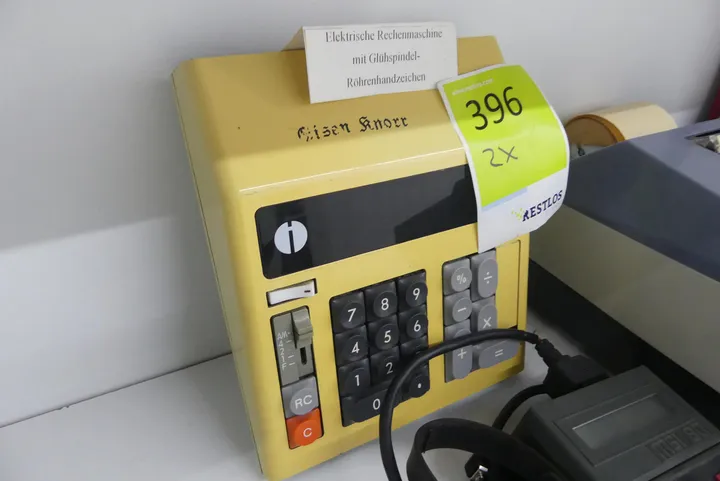 Elektrische Rechenmaschine
mit Glühspindel-
Röhrenhandzeichen
Eisen Knorr
396
2x
RESTLOS
i
7 8 9
4 5 6
1 2 3
0 .
% ÷
-
X
+ =
RC
C